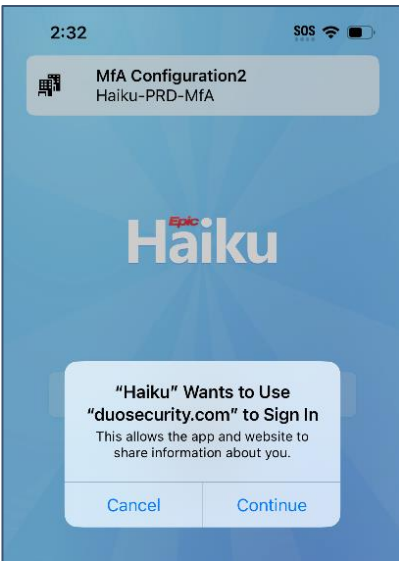 2:32
SOS
MfA Configuration2
Haiku-PRD-MfA
Epic
Haiku
“Haiku” Wants to Use
“duosecurity.com” to Sign In
This allows the app and website to
share information about you.
Cancel
Continue